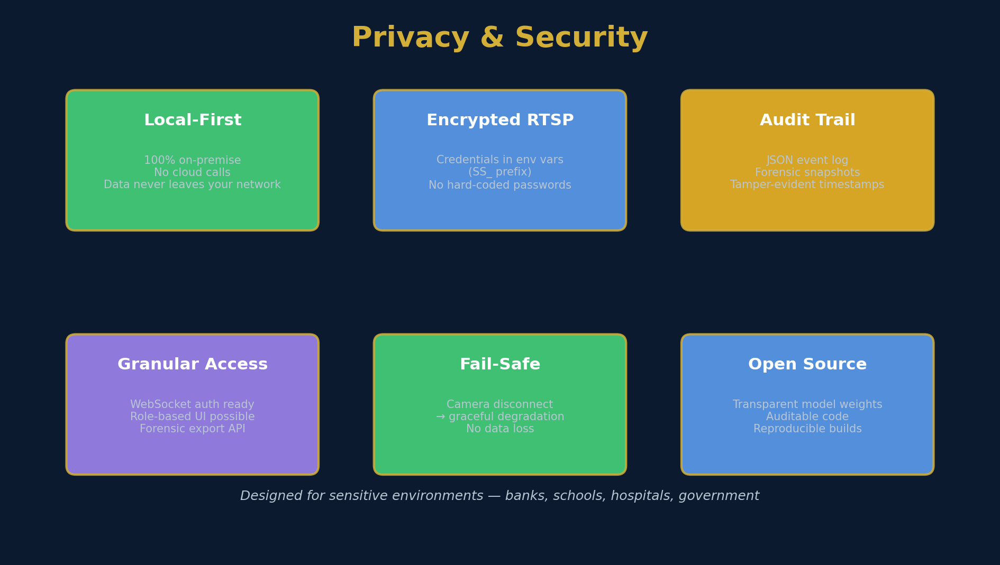 Privacy & Security
Local-First
100% on-premise
No cloud calls
Data never leaves your network
Encrypted RTSP
Credentials in env vars
(SS_ prefix)
No hard-coded passwords
Audit Trail
JSON event log
Forensic snapshots
Tamper-evident timestamps
Granular Access
WebSocket auth ready
Role-based UI possible
Forensic export API
Fail-Safe
Camera disconnect
→ graceful degradation
No data loss
Open Source
Transparent model weights
Auditable code
Reproducible builds
Designed for sensitive environments — banks, schools, hospitals, government